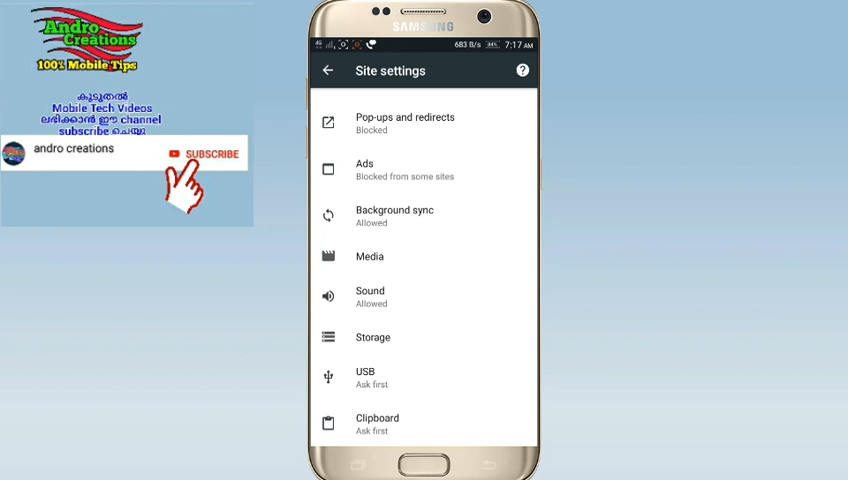 Andro
Creations
100% Mobile Tips
കൂടുതൽ
Mobile Tech Videos
ലഭിക്കാൻ ഈ channel
subscribe ചെയ്യൂ
andro creations
SUBSCRIBE
SAMSUNG
683 B/s 34% 7:17 AM
Site settings
Pop-ups and redirects
Blocked
Ads
Blocked from some sites
Background sync
Allowed
Media
Sound
Allowed
Storage
USB
Ask first
Clipboard
Ask first